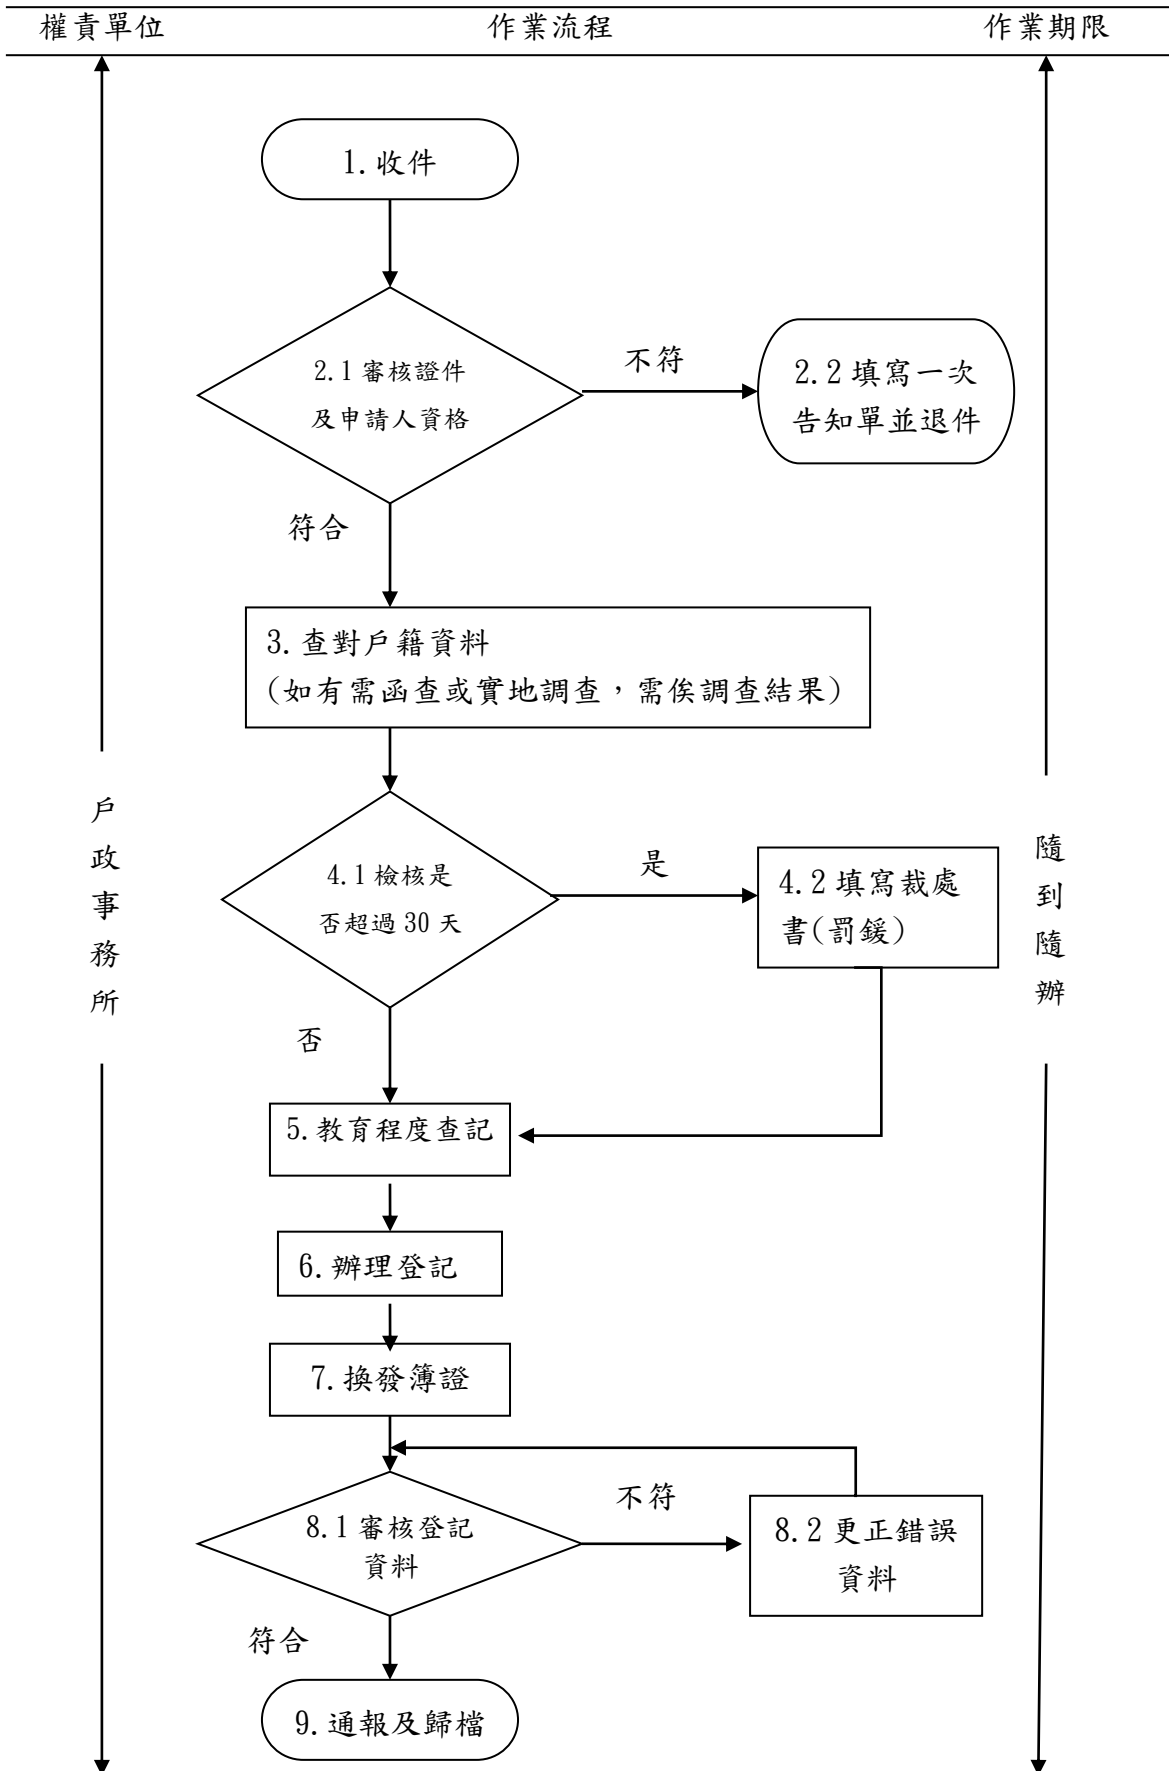 權責單位
作業流程
作業期限
1.收件
2.1 審核證件
及申請人資格
不符
2.2 填寫一次
告知單並退件
符合
3.查對戶籍資料
(如有需函查或實地調查，需俟調查結果)
戶
政
事
務
所
4.1 檢核是
否超過 30 天
是
4.2 填寫裁處
書(罰鍰)
隨
到
隨
辦
否
5.教育程度查記
6.辦理登記
7.換發簿證
8.1 審核登記
資料
不符
8.2 更正錯誤
資料
符合
9.通報及歸檔